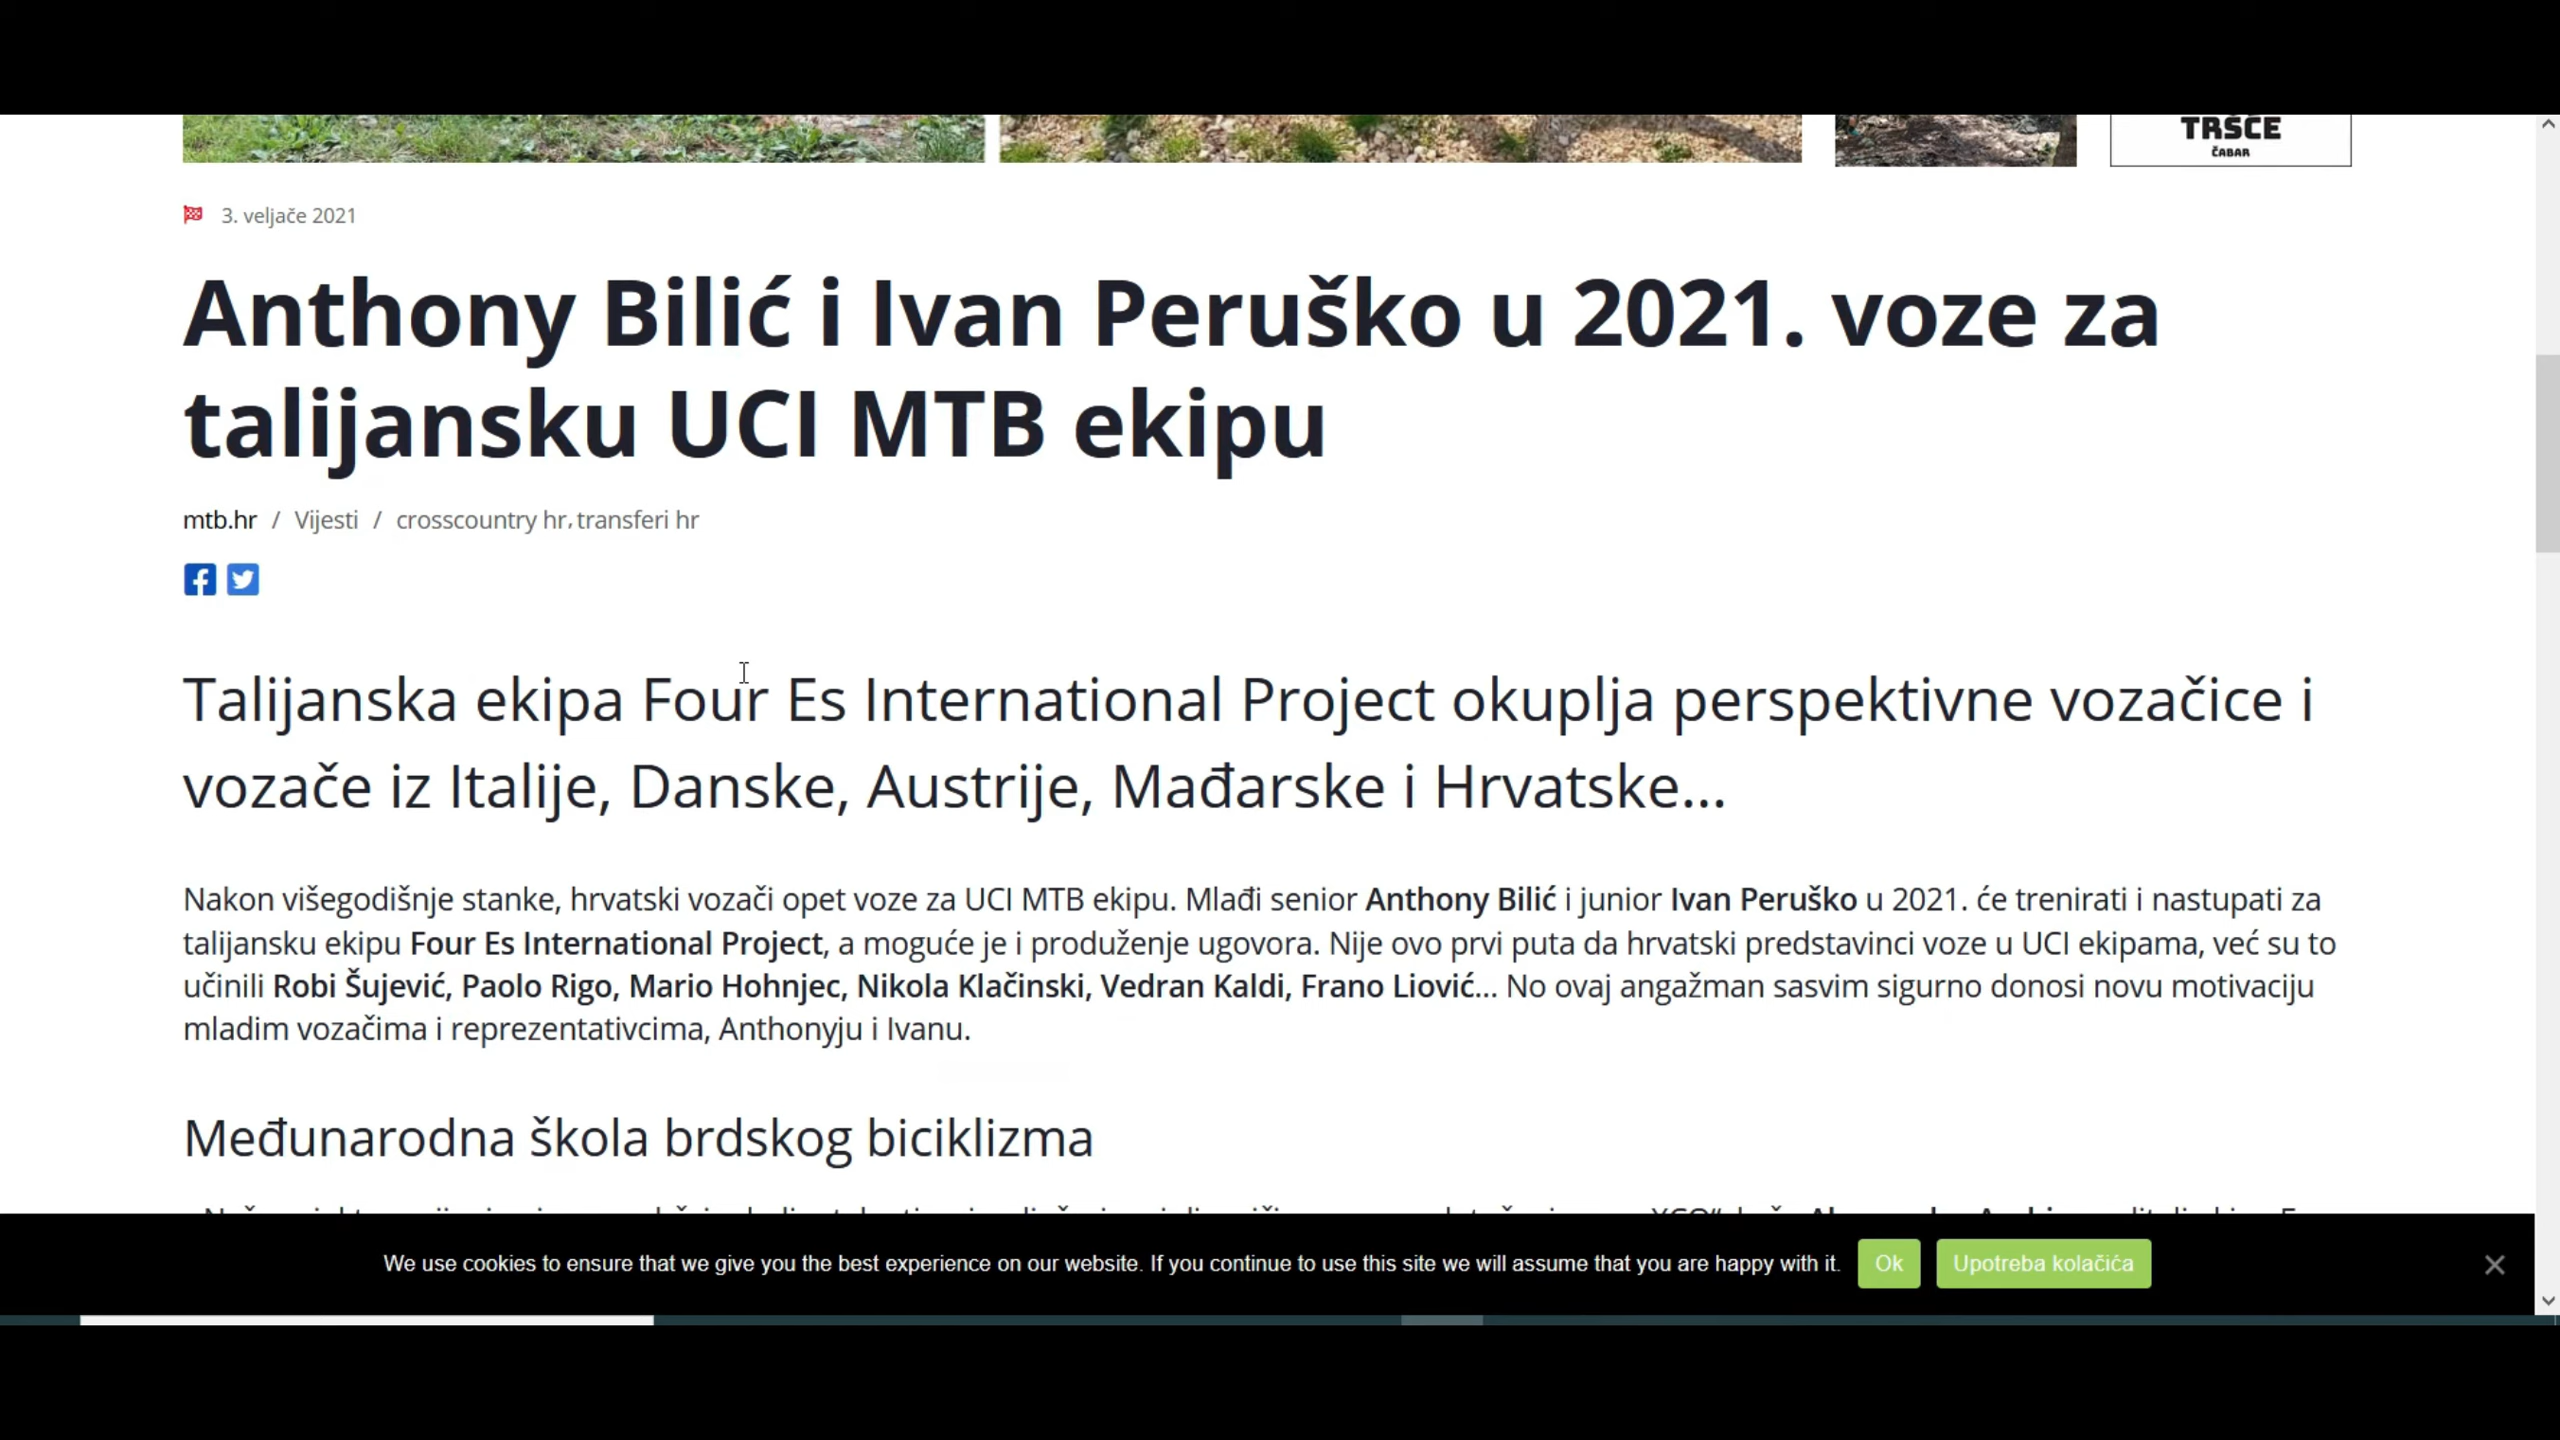 TRŠĆE
ČABAR
3. veljače 2021
Anthony Bilić i Ivan Peruško u 2021. voze za
talijansku UCI MTB ekipu
mtb.hr / Vijesti / crosscountry hr, transferi hr
Talijanska ekipa Four Es International Project okuplja perspektivne vozačice i
vozače iz Italije, Danske, Austrije, Mađarske i Hrvatske...
Nakon višegodišnje stanke, hrvatski vozači opet voze za UCI MTB ekipu. Mlađi senior Anthony Bilić i junior Ivan Peruško u 2021. će trenirati i nastupati za
talijansku ekipu Four Es International Project, a moguće je i produženje ugovora. Nije ovo prvi puta da hrvatski predstavinci voze u UCI ekipama, već su to
učinili Robi Šujević, Paolo Rigo, Mario Hohnjec, Nikola Klačinski, Vedran Kaldi, Frano Liović... No ovaj angažman sasvim sigurno donosi novu motivaciju
mladim vozačima i reprezentativcima, Anthonyju i Ivanu.
Međunarodna škola brdskog biciklizma
We use cookies to ensure that we give you the best experience on our website. If you continue to use this site we will assume that you are happy with it. Ok Upotreba kolačića